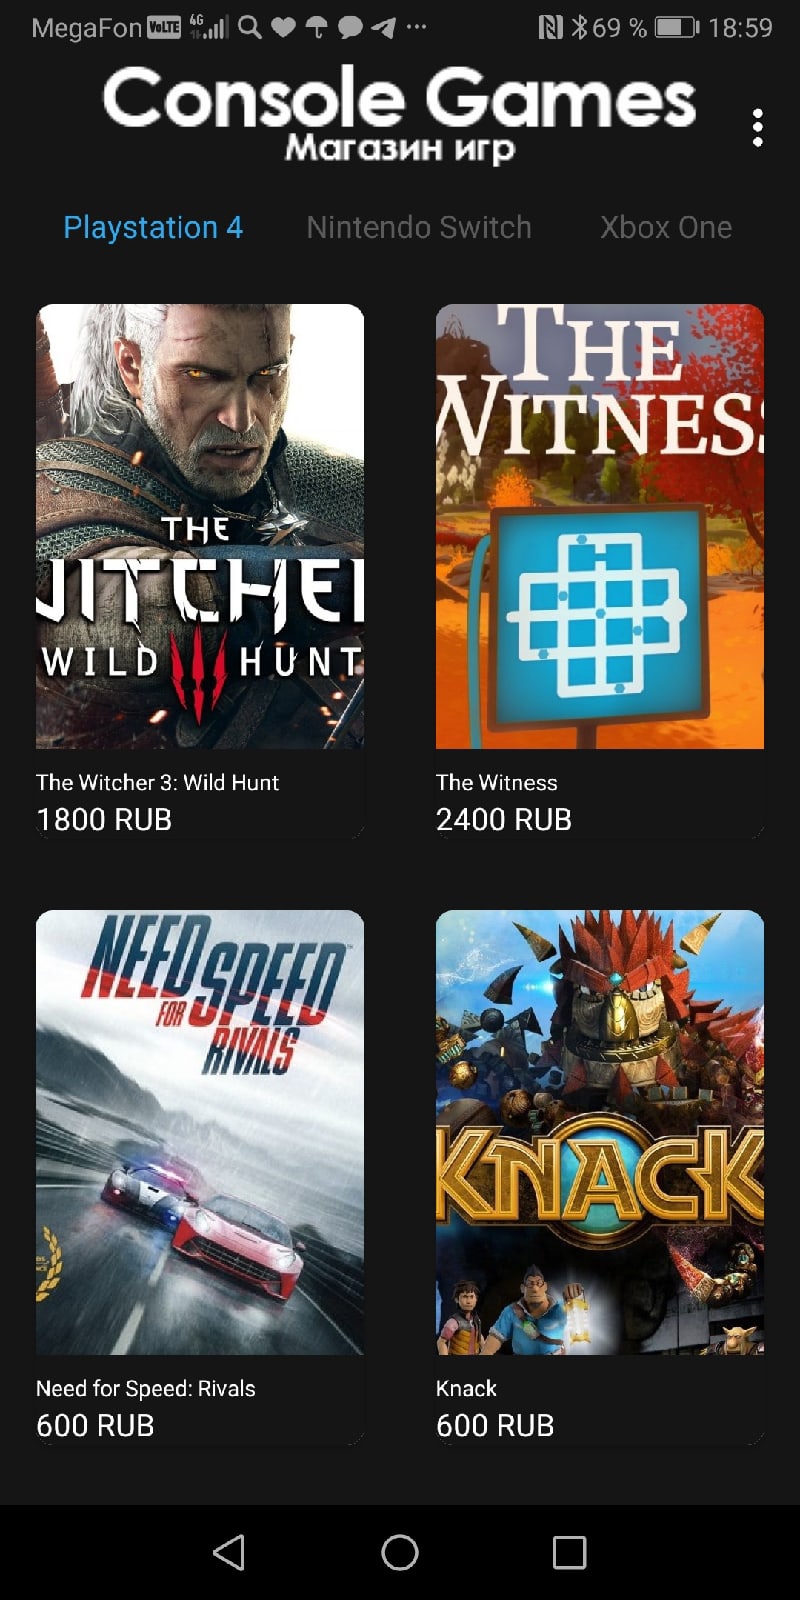 MegaFon VoLTE 4G 69 % 18:59
Console Games
Магазин игр
Playstation 4 Nintendo Switch Xbox One
THE
WITCHE
WILD HUNT
The Witcher 3: Wild Hunt
1800 RUB
THE
WITNES
The Witness
2400 RUB
NEED
FOR SPEED
RIVALS
Need for Speed: Rivals
600 RUB
KNACK
Knack
600 RUB